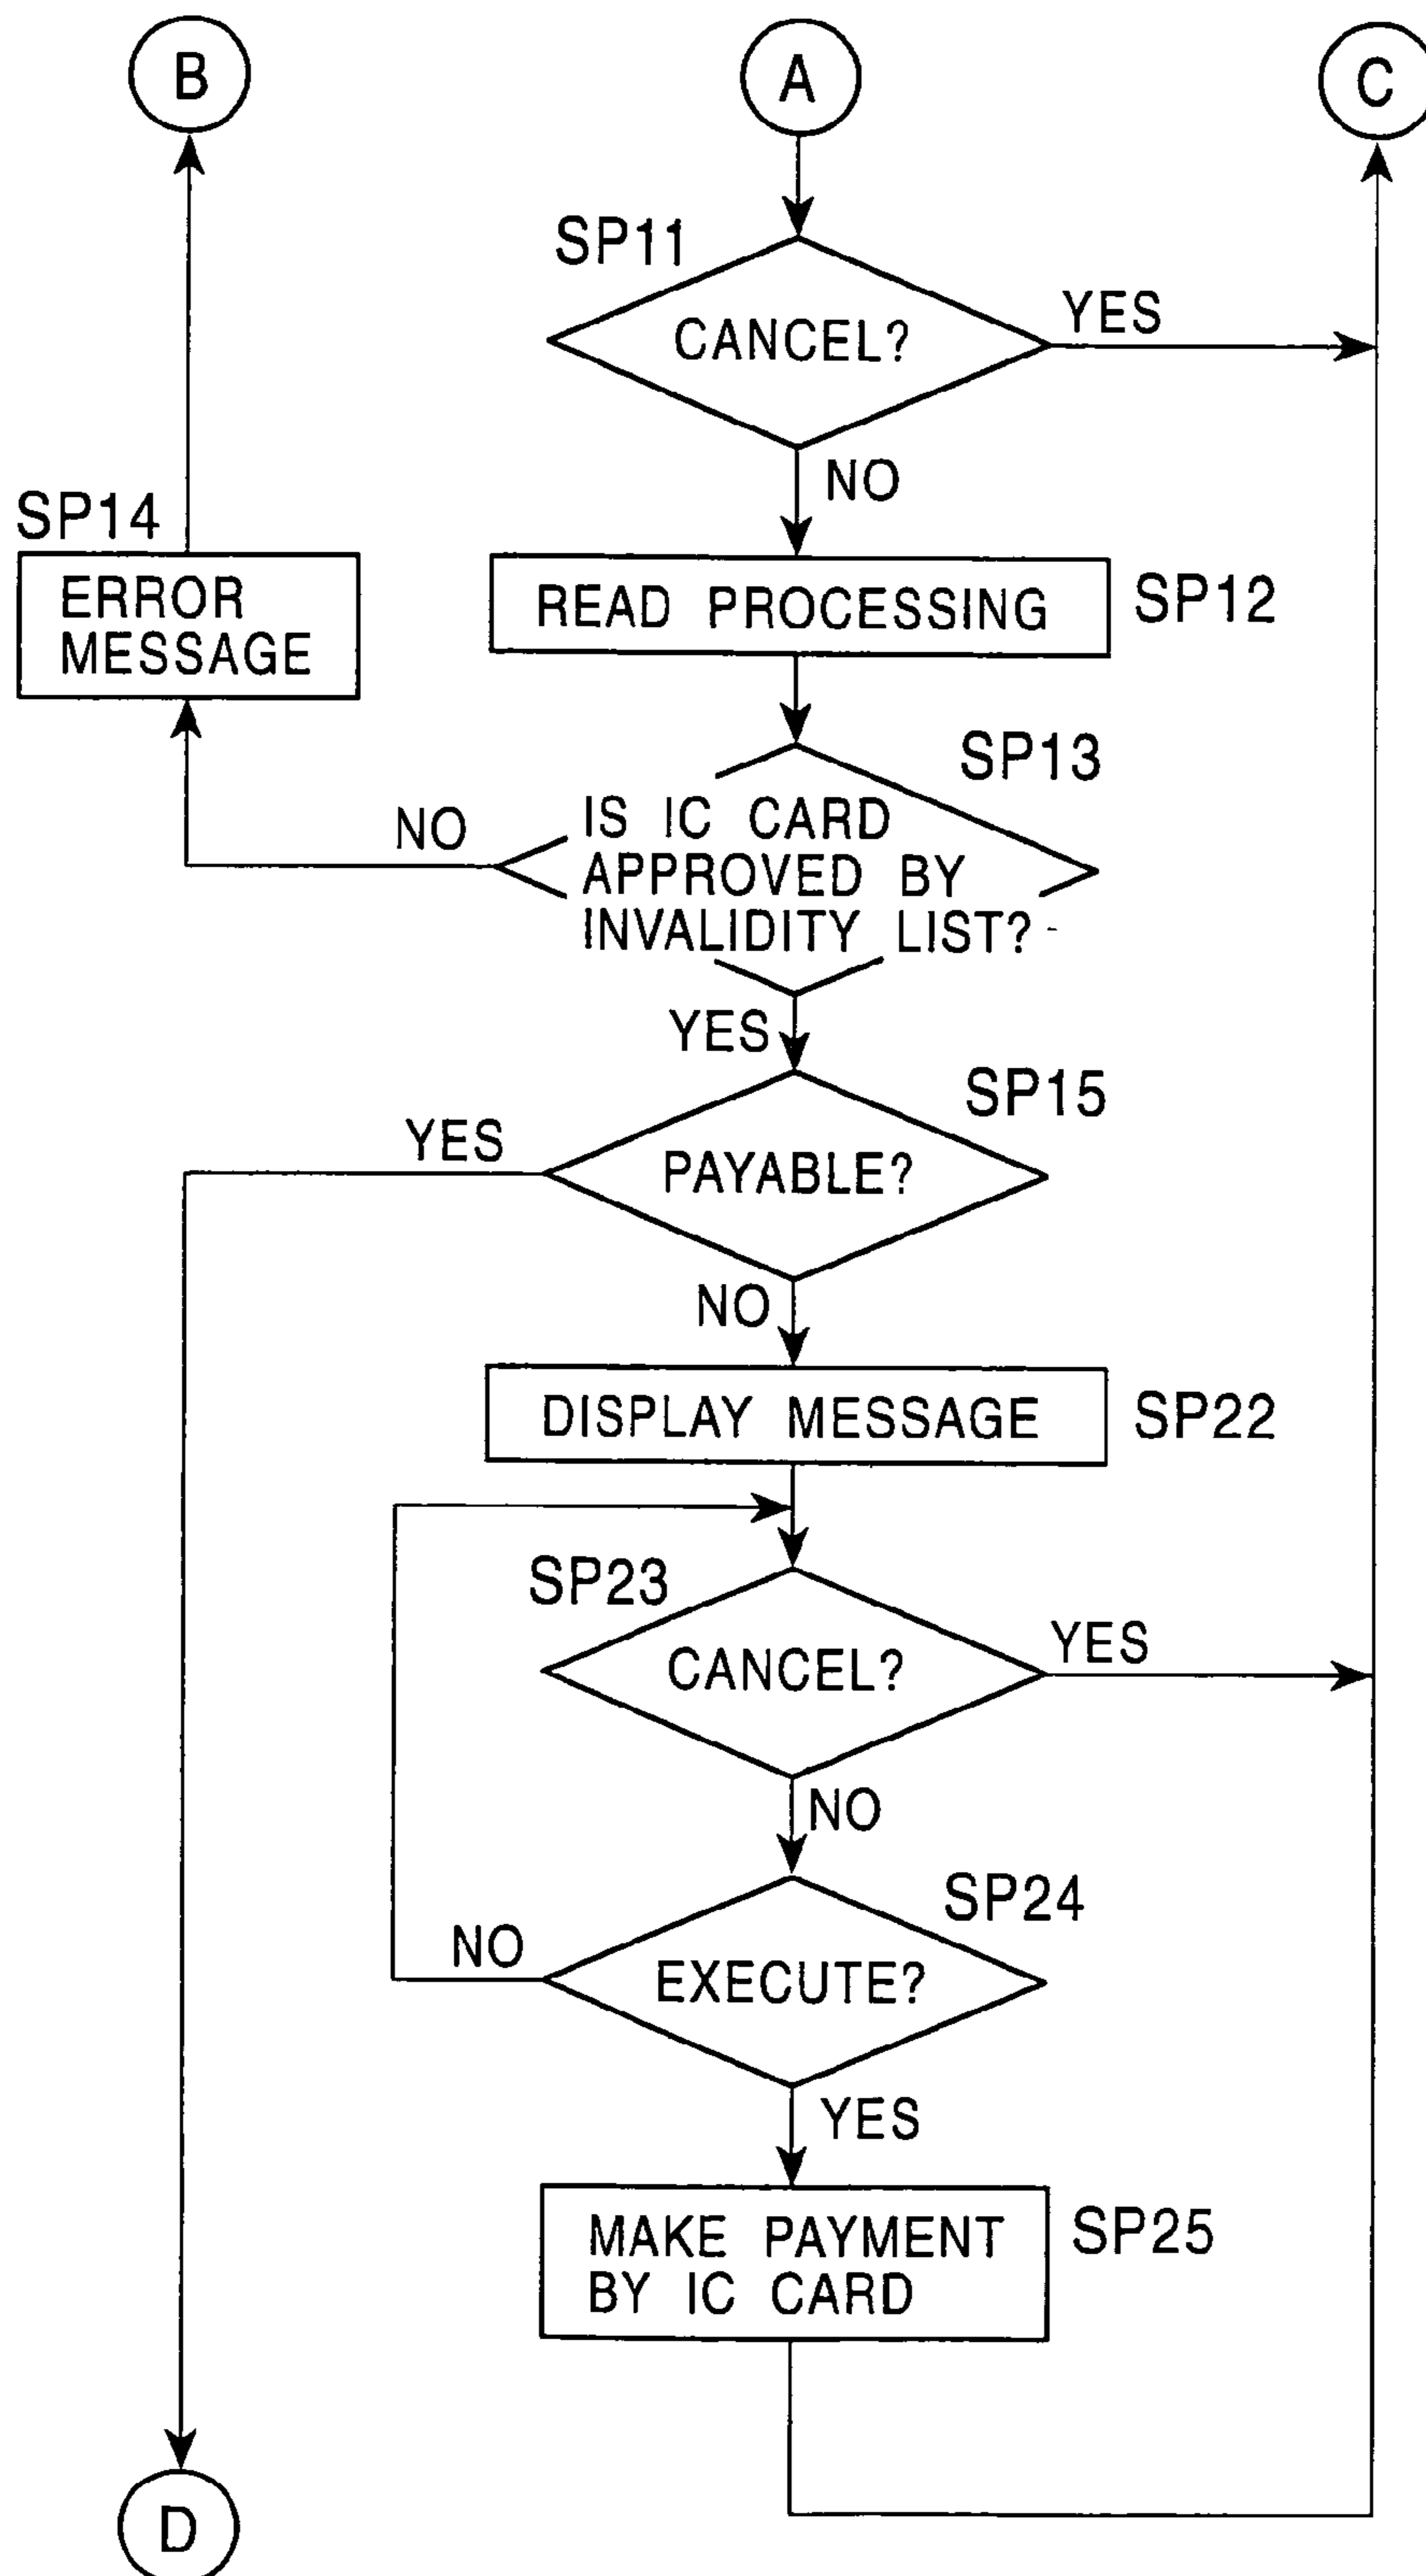 B
A
C
SP11
CANCEL?
YES
NO
SP14
ERROR
MESSAGE
READ PROCESSING
SP12
SP13
NO
IS IC CARD
APPROVED BY
INVALIDITY LIST?
YES
SP15
YES
PAYABLE?
NO
DISPLAY MESSAGE
SP22
SP23
CANCEL?
YES
NO
SP24
NO
EXECUTE?
YES
MAKE PAYMENT
BY IC CARD
SP25
D